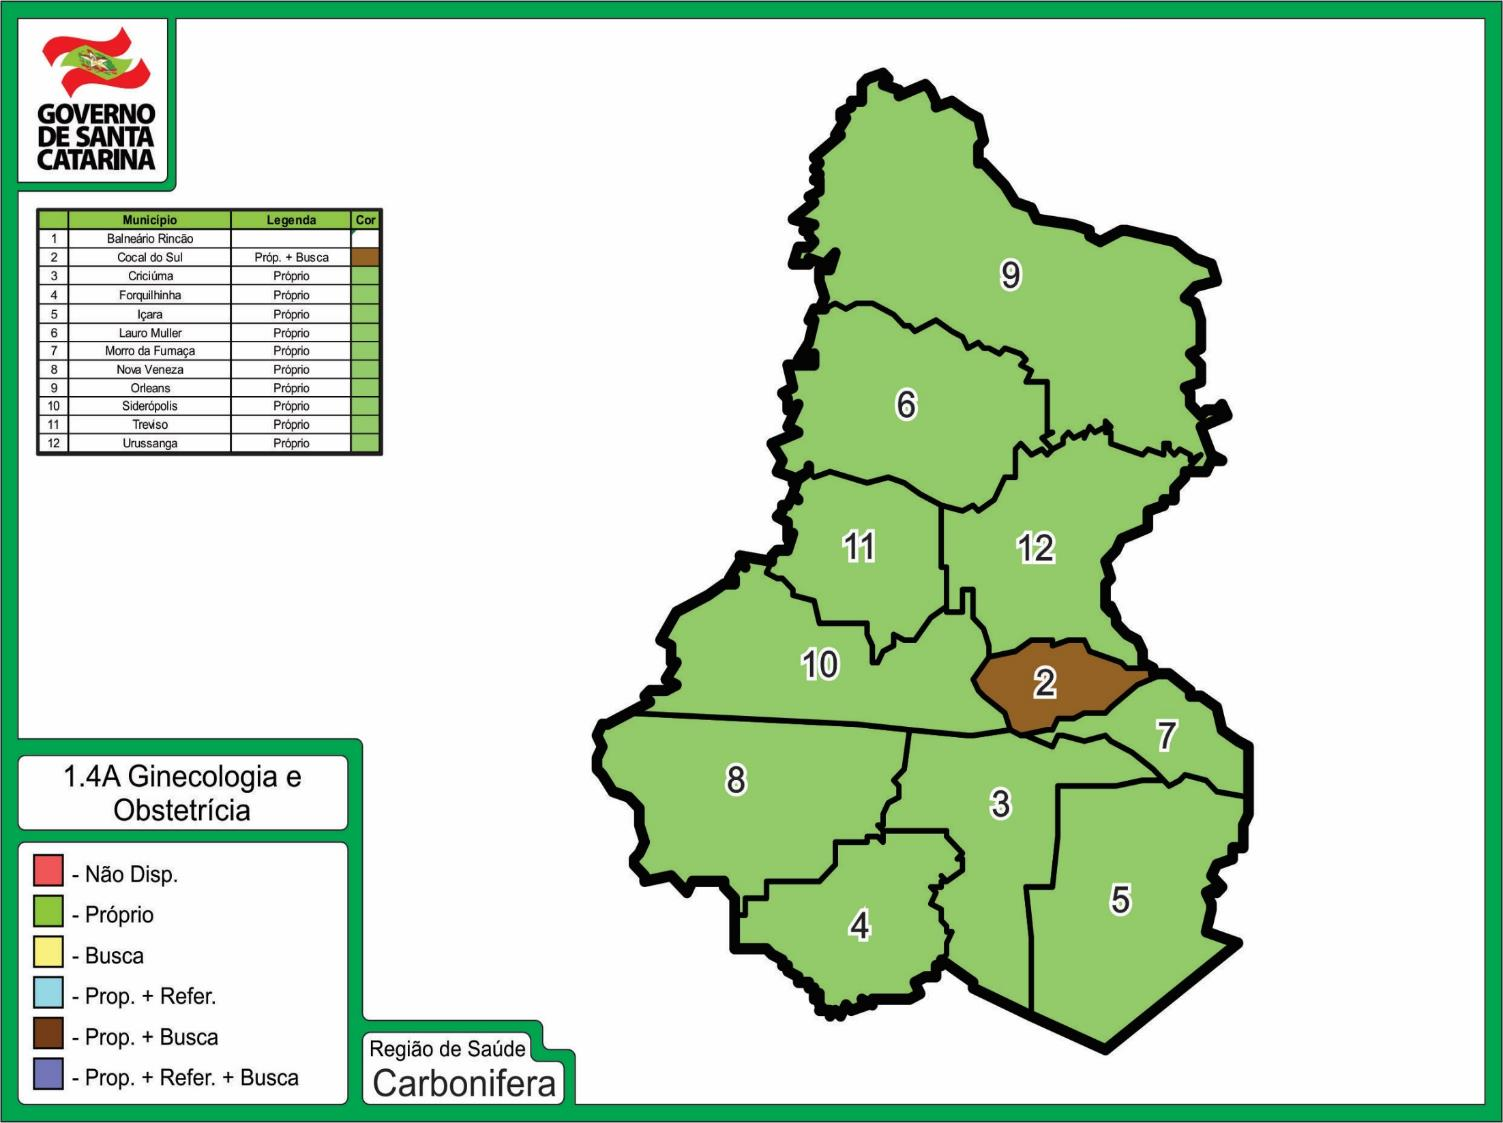 GOVERNO
DE SANTA
CATARINA
Município Legenda Cor
1 Balneário Rincão
2 Cocal do Sul Próp. + Busca
3 Criciúma Próprio
4 Forquilhinha Próprio
5 Içara Próprio
6 Lauro Muller Próprio
7 Morro da Fumaça Próprio
8 Nova Veneza Próprio
9 Orleans Próprio
10 Siderópolis Próprio
11 Treviso Próprio
12 Urussanga Próprio
9
6
11
12
10
2
7
8
3
5
4
1.4A Ginecologia e
Obstetrícia
- Não Disp.
- Próprio
- Busca
- Prop. + Refer.
- Prop. + Busca
- Prop. + Refer. + Busca
Região de Saúde
Carbonifera